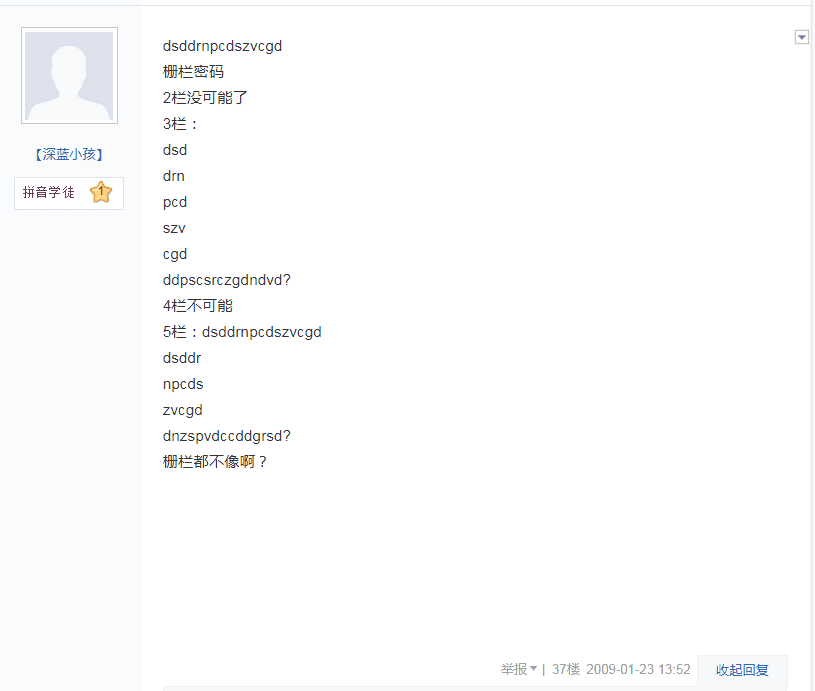 dsddrnpcdszvcgd
栅栏密码
2栏没可能了
3栏：
dsd
drn
pcd
szv
cgd
ddpscsrczgdndvd?
4栏不可能
5栏：dsddrnpcdszvcgd
dsddr
npcds
zvcgd
dnzspvdccddgrsd?
栅栏都不像啊？
【深蓝小孩】
拼音学徒 1
举报 | 37楼 2009-01-23 13:52 收起回复